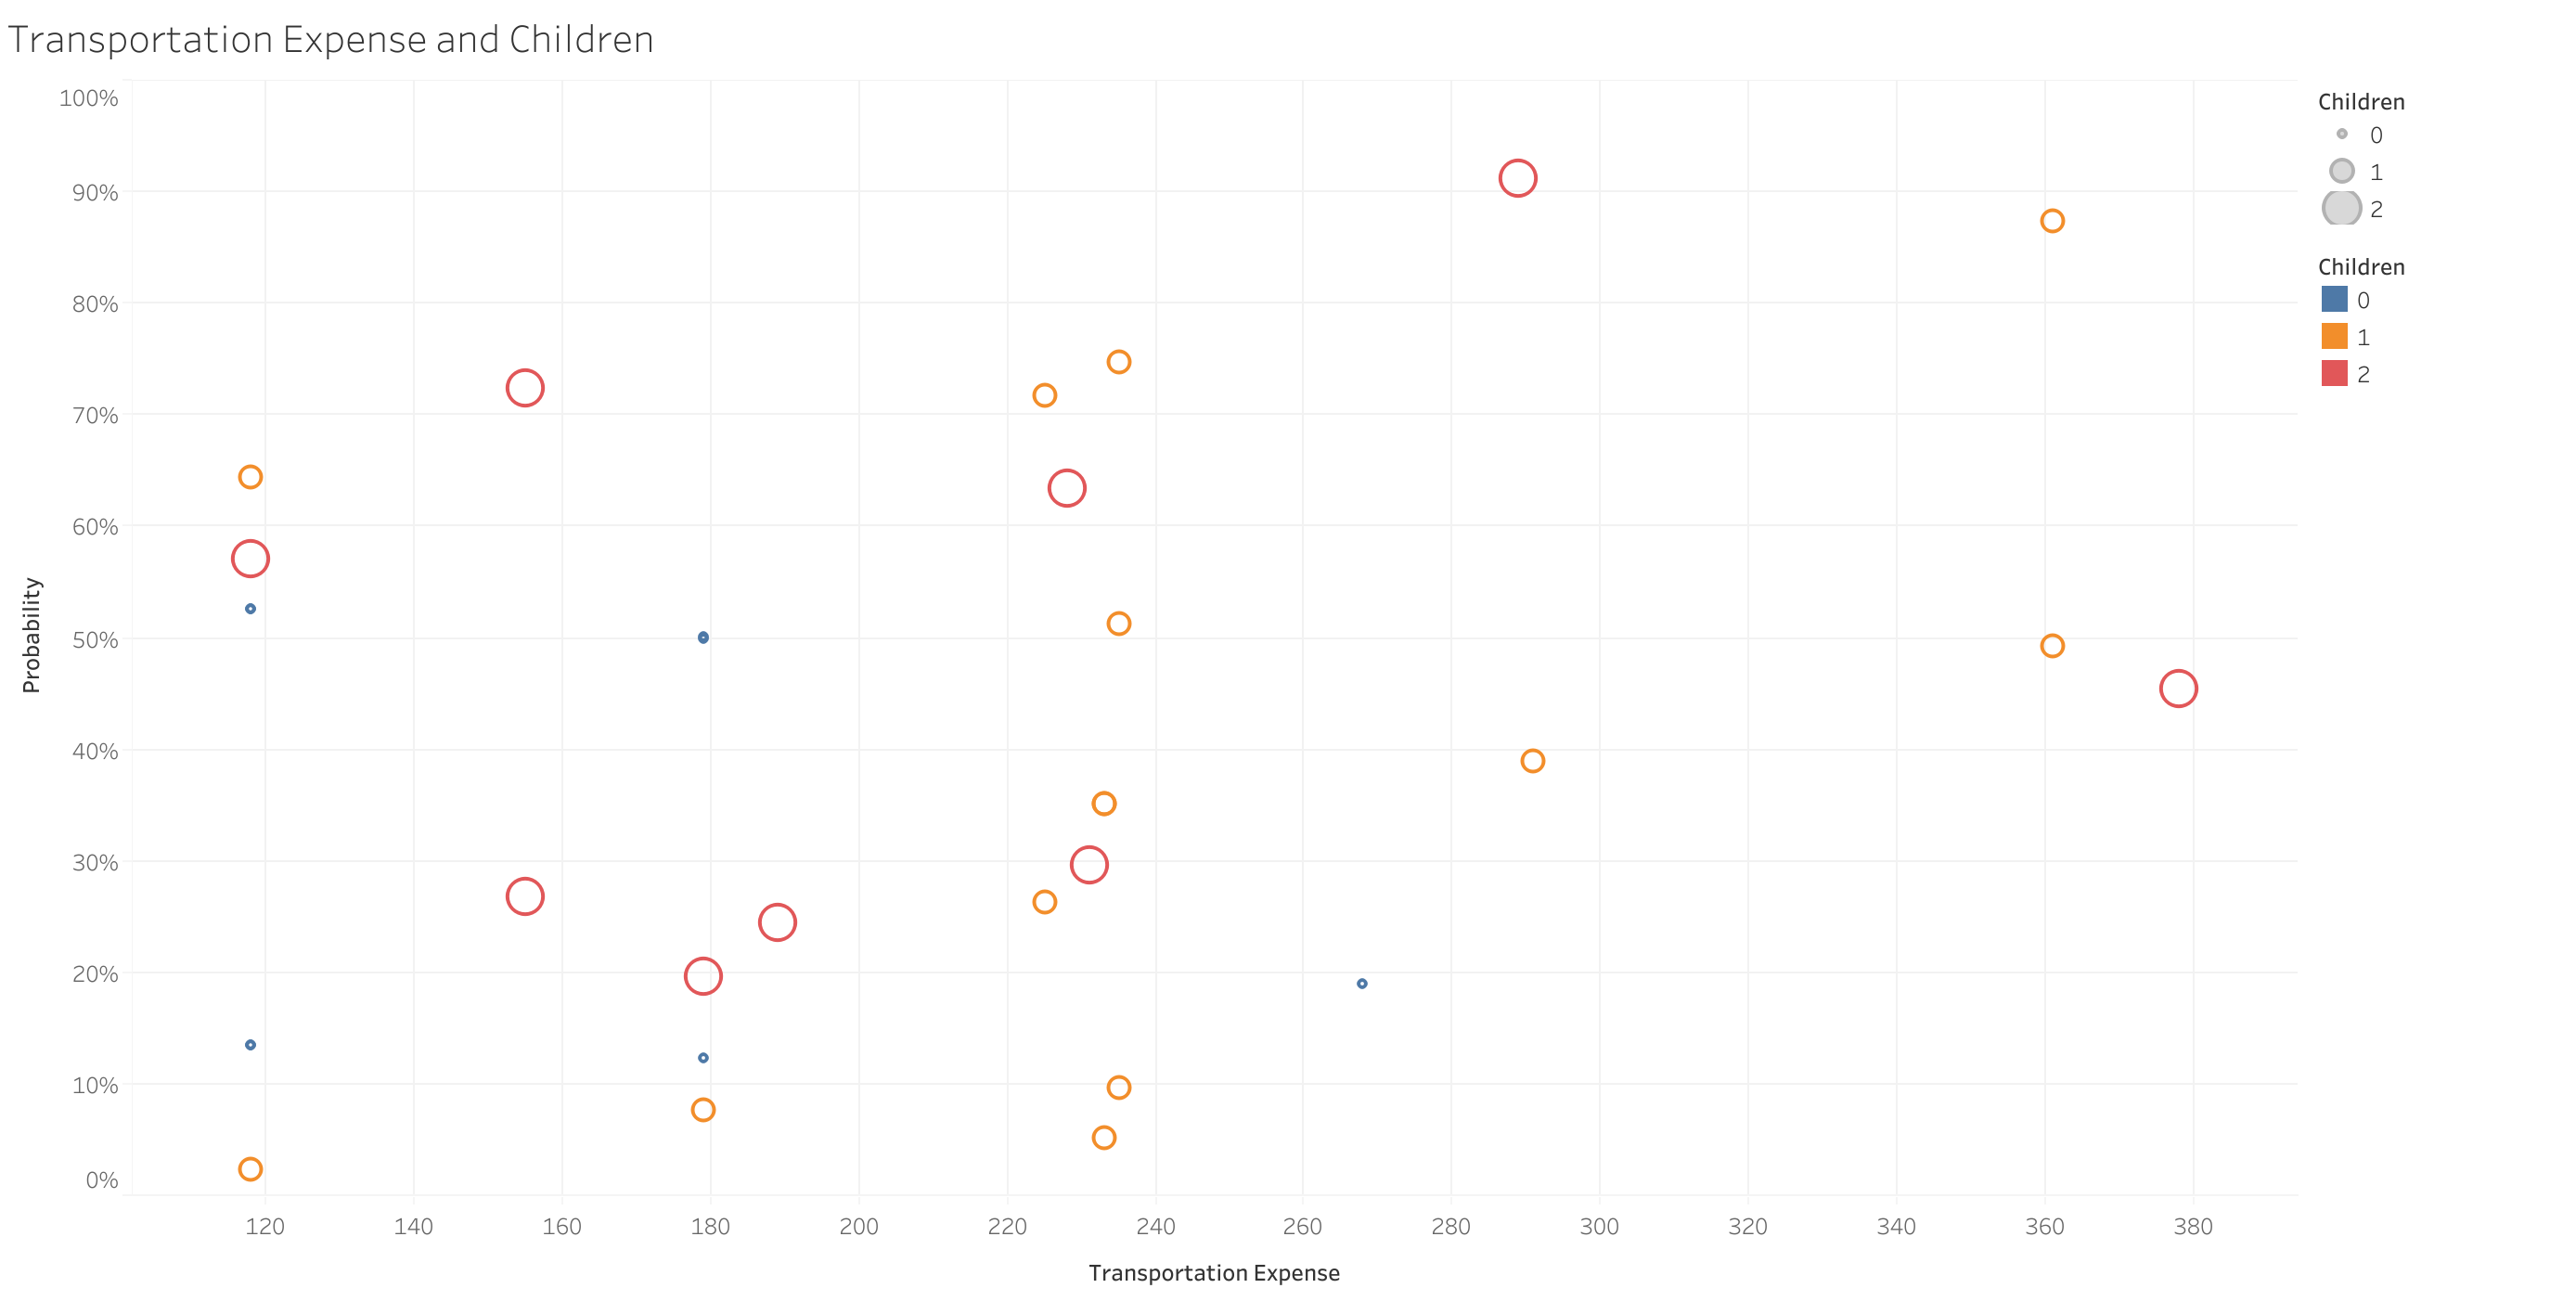 Transportation Expense and Children
100%
90%
80%
70%
60%
50%
40%
30%
20%
10%
0%
Probability
120 140 160 180 200 220 240 260 280 300 320 340 360 380
Transportation Expense
Children
0
1
2
Children
0
1
2